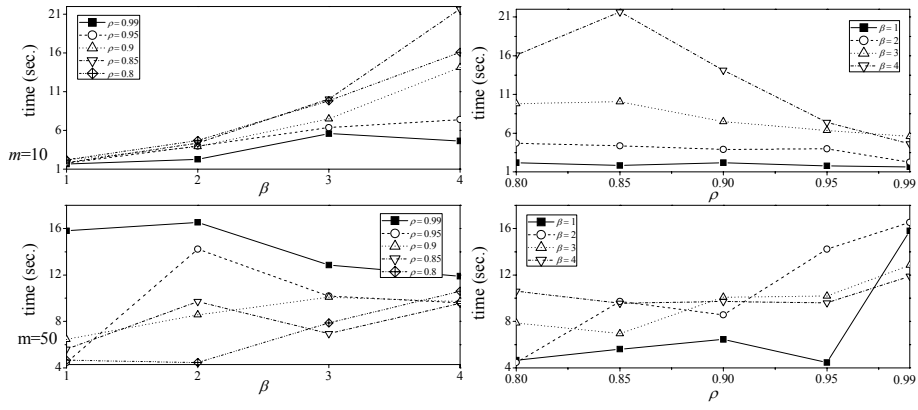 time (sec.)
21
16
11
6
1
m=10
ρ = 0.99
ρ = 0.95
ρ = 0.9
ρ = 0.85
ρ = 0.8
1
2
3
4
β
time (sec.)
21
16
11
6
1
β = 1
β = 2
β = 3
β = 4
0.80
0.85
0.90
0.95
0.99
ρ
time (sec.)
16
12
8
4
m=50
ρ = 0.99
ρ = 0.95
ρ = 0.9
ρ = 0.85
ρ = 0.8
1
2
3
4
β
time (sec.)
16
12
8
4
β = 1
β = 2
β = 3
β = 4
0.80
0.85
0.90
0.95
0.99
ρ